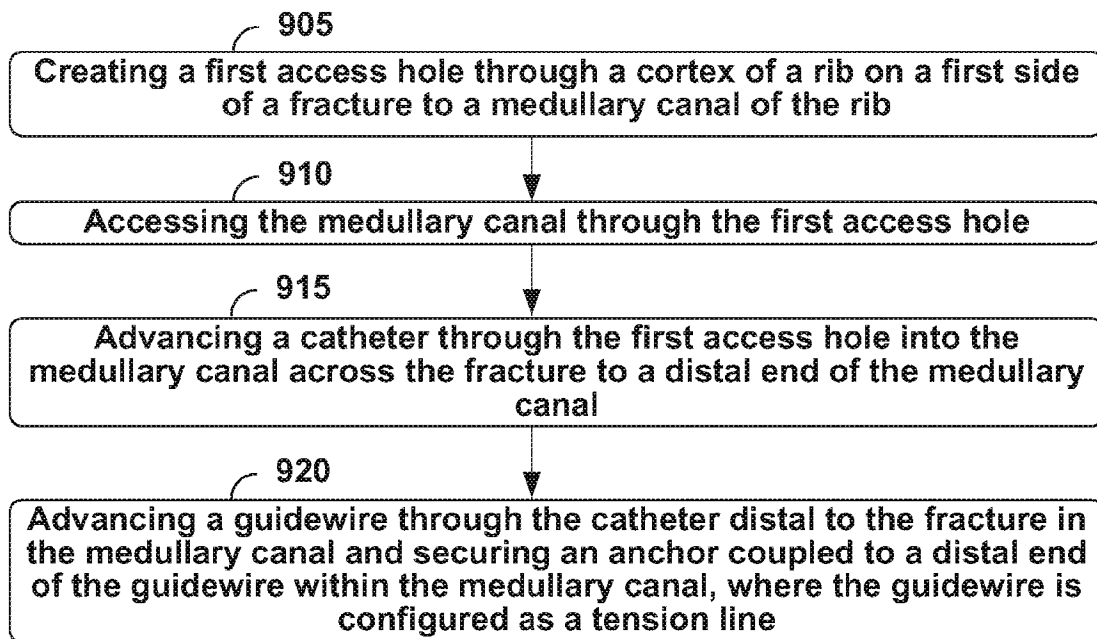 905
Creating a first access hole through a cortex of a rib on a first side
of a fracture to a medullary canal of the rib
910
Accessing the medullary canal through the first access hole
915
Advancing a catheter through the first access hole into the
medullary canal across the fracture to a distal end of the medullary
canal
920
Advancing a guidewire through the catheter distal to the fracture in
the medullary canal and securing an anchor coupled to a distal end
of the guidewire within the medullary canal, where the guidewire is
configured as a tension line